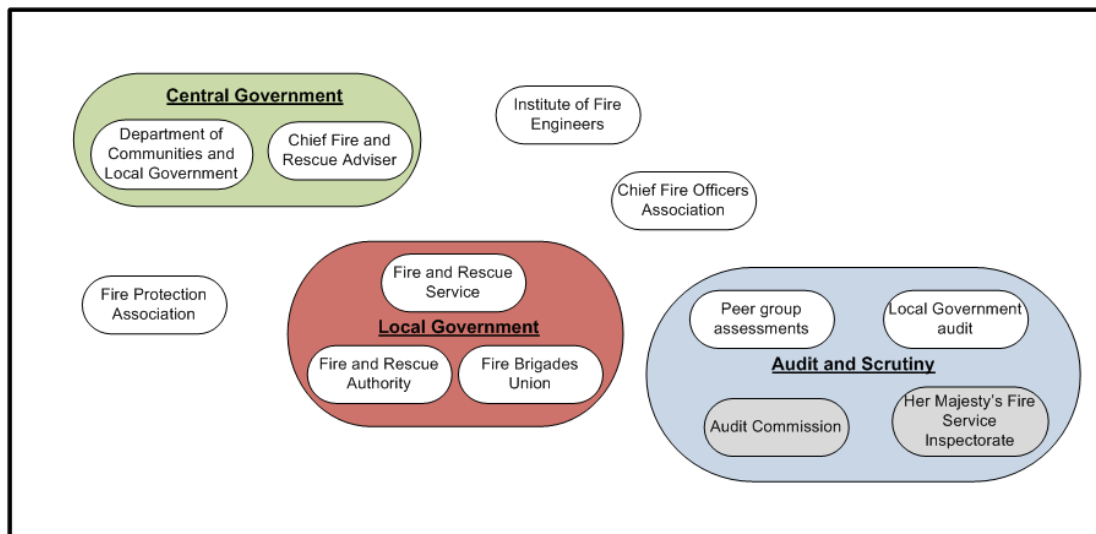 Central Government
Department of
Communities and
Local Government
Chief Fire and
Rescue Adviser
Institute of Fire
Engineers
Chief Fire Officers
Association
Fire Protection
Association
Fire and Rescue
Service
Local Government
Fire and Rescue
Authority
Fire Brigades
Union
Peer group
assessments
Local Government
audit
Audit and Scrutiny
Audit Commission
Her Majesty's Fire
Service
Inspectorate